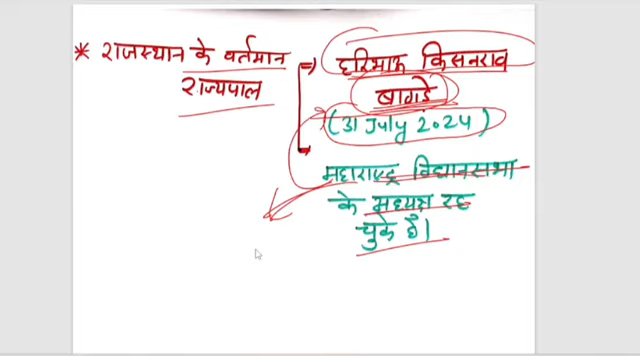 * राजस्थान के वर्तमान
राज्यपाल
⇒ हरिभाऊ किसनराव
बागडे
(31 July 2024)
महाराष्ट्र विधानसभा
के अध्यक्ष रह
चुके हैं।